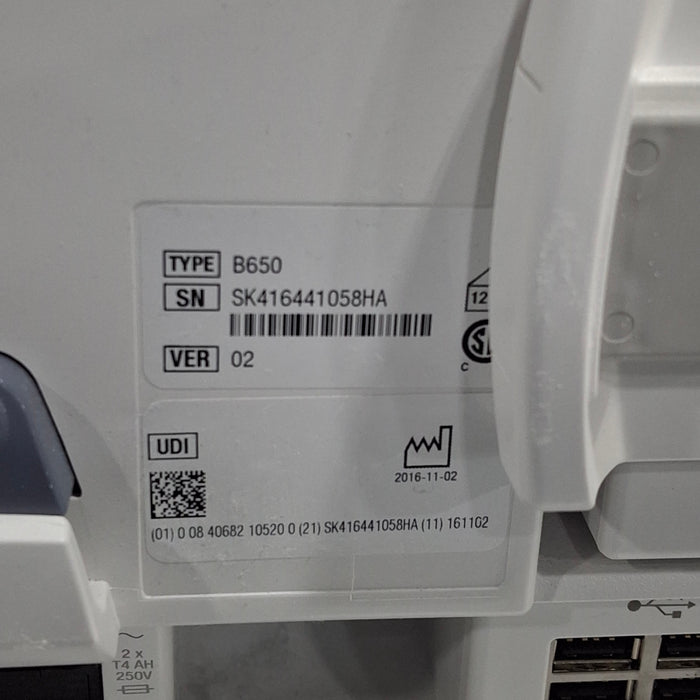 TYPE B650
SN SK416441058HA
12
VER 02
C
UDI
2016-11-02
(01) 0 08 40682 10520 0 (21) SK416441058HA (11) 161102
2 x
T4 AH
250V